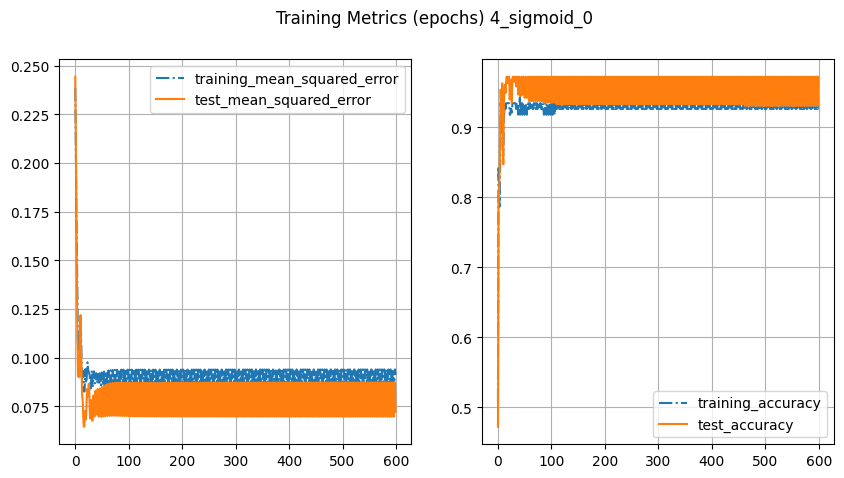 Training Metrics (epochs) 4_sigmoid_0
0.250
0.225
0.200
0.175
0.150
0.125
0.100
0.075
0 100 200 300 400 500 600
training_mean_squared_error
test_mean_squared_error
0.9
0.8
0.7
0.6
0.5
0 100 200 300 400 500 600
training_accuracy
test_accuracy